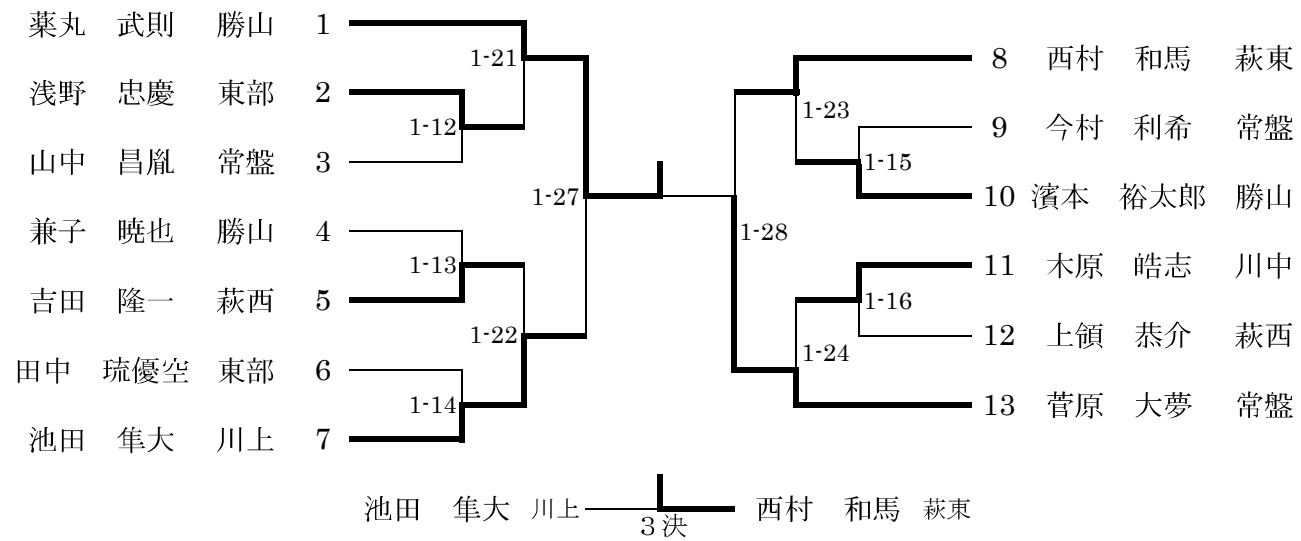 薬丸 武則 勝山 1
1-21
浅野 忠慶 東部 2
1-12
山中 昌胤 常盤 3
1-27
兼子 暁也 勝山 4
1-13
吉田 隆一 萩西 5
1-22
田中 琉優空 東部 6
1-14
池田 隼大 川上 7
8 西村 和馬 萩東
1-23
9 今村 利希 常盤
1-15
10 濱本 裕太郎 勝山
1-28
11 木原 皓志 川中
1-16
12 上領 恭介 萩西
1-24
13 菅原 大夢 常盤
池田 隼大 川上 西村 和馬 萩東
3決